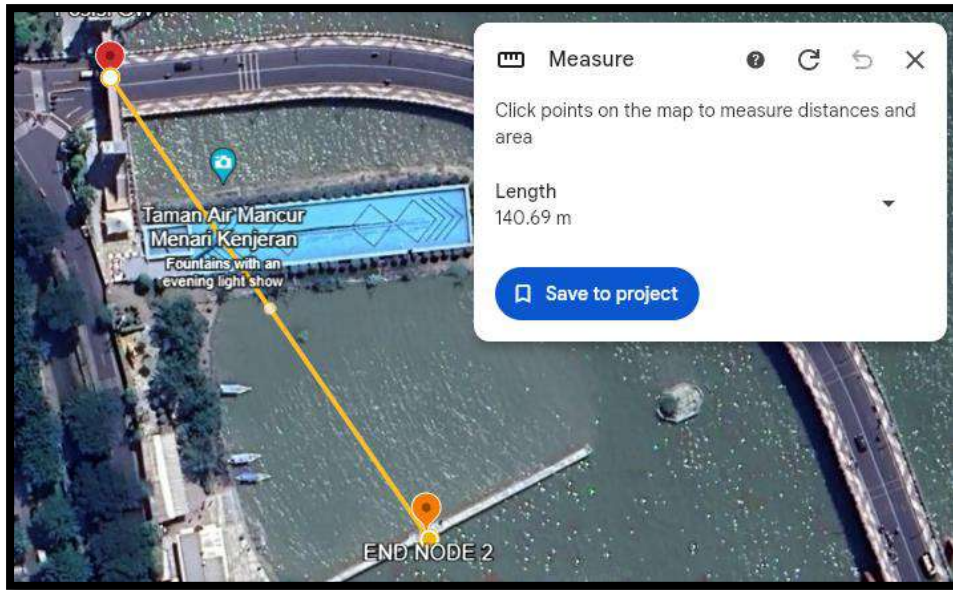 Measure
Click points on the map to measure distances and
area
Length
140.69 m
Save to project
Taman Air Mancur
Menari Kenjeran
Fountains with an
evening light show
END NODE 2